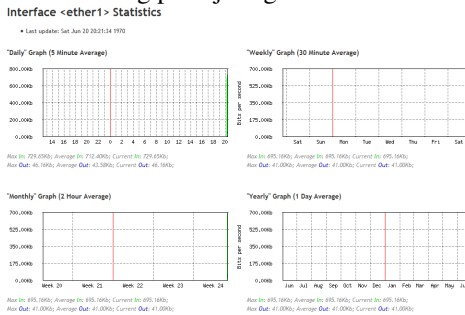 Interface <ether1> Statistics
Last update: Sat Jun 20 20:21:34 1970
"Daily" Graph (5 Minute Average)
800.00Kb
600.00Kb
400.00Kb
200.00Kb
0.00Kb
14 16 18 20 22 0 2 4 6 8 10 12 14 16 18 20
Max In: 729.65Kb; Average In: 712.40Kb; Current In: 729.65Kb;
Max Out: 46.16Kb; Average Out: 43.58Kb; Current Out: 46.16Kb;
"Weekly" Graph (30 Minute Average)
700.00Kb
525.00Kb
350.00Kb
175.00Kb
0.00Kb
Bits per second
Sat Sun Mon Tue Wed Thu Fri Sat
Max In: 695.16Kb; Average In: 695.16Kb; Current In: 695.16Kb;
Max Out: 41.00Kb; Average Out: 41.00Kb; Current Out: 41.00Kb;
"Monthly" Graph (2 Hour Average)
700.00Kb
525.00Kb
350.00Kb
175.00Kb
0.00Kb
Week 20 Week 21 Week 22 Week 23 Week 24
Max In: 695.16Kb; Average In: 695.16Kb; Current In: 695.16Kb;
Max Out: 41.00Kb; Average Out: 41.00Kb; Current Out: 41.00Kb;
"Yearly" Graph (1 Day Average)
700.00Kb
525.00Kb
350.00Kb
175.00Kb
0.00Kb
Bits per second
Jun Jul Aug Sep Oct Nov Dec Jan Feb Mar Apr May
Max In: 695.16Kb; Average In: 695.16Kb; Current In: 695.16Kb;
Max Out: 41.00Kb; Average Out: 41.00Kb; Current Out: 41.00Kb;